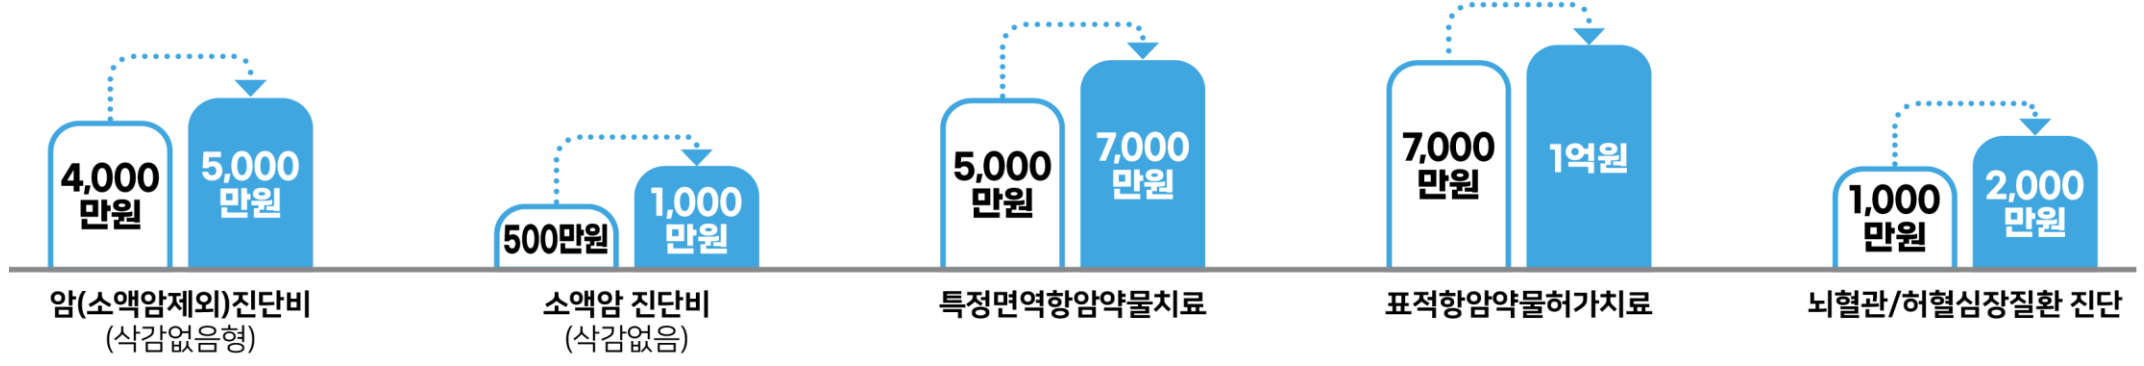 4,000
만원
5,000
만원
암(소액암제외)진단비
(삭감없음형)
500만원
1,000
만원
소액암 진단비
(삭감없음)
5,000
만원
7,000
만원
특정면역항암약물치료
7,000
만원
1억원
표적항암약물허가치료
1,000
만원
2,000
만원
뇌혈관/허혈심장질환 진단